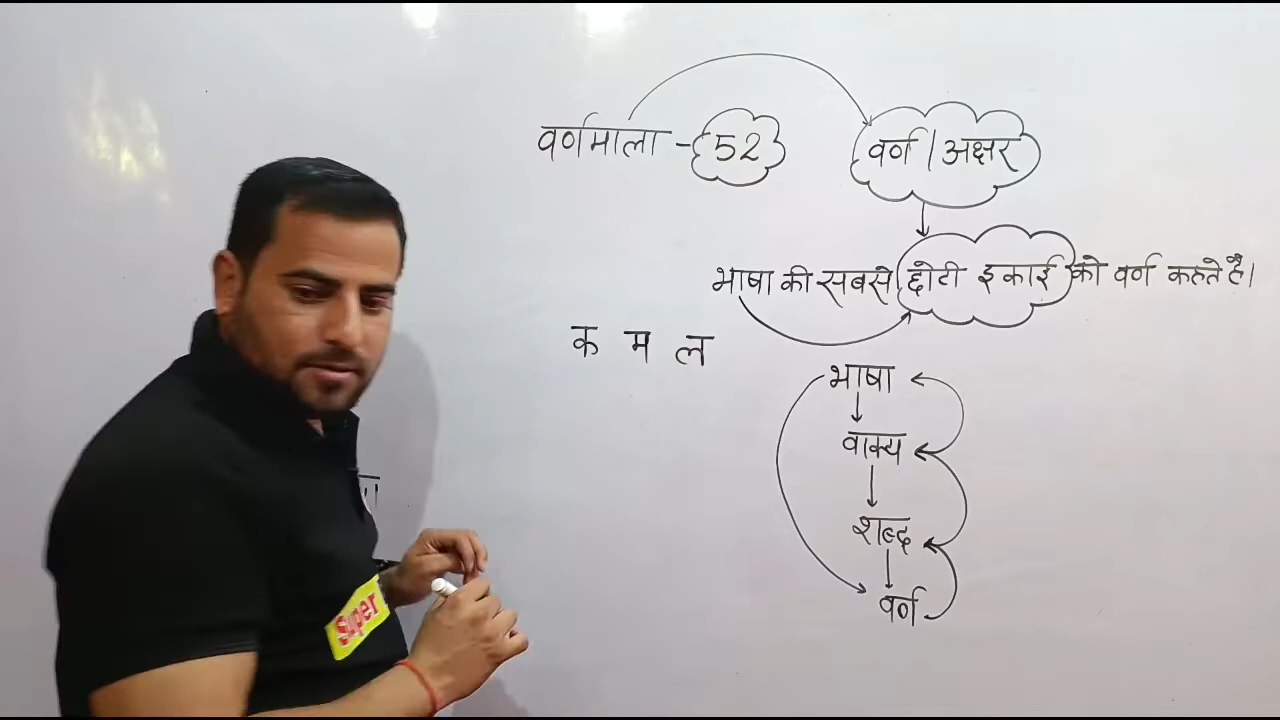 वर्णमाला - 52 वर्ण / अक्षर
भाषा की सबसे छोटी इकाई को वर्ण कहते है।
क म ल
भाषा
वाक्य
शब्द
वर्ण
Super